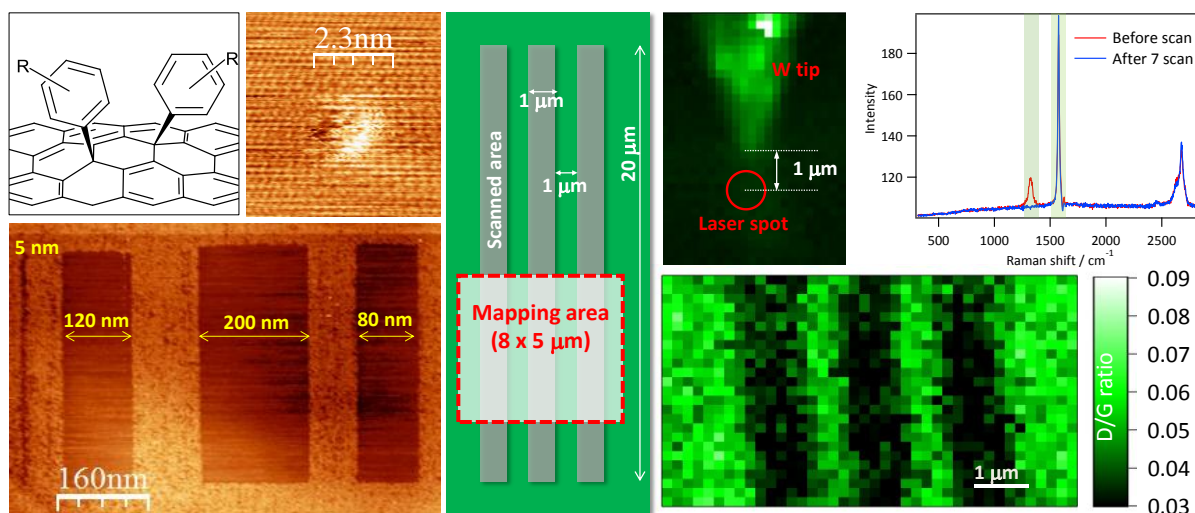 R
R
2.3nm
5 nm
120 nm
200 nm
80 nm
160nm
1 μm
1 μm
Scanned area
20 μm
Mapping area
(8 x 5 μm)
W tip
1 μm
Laser spot
Before scan
After 7 scan
Intensity
180
160
140
120
500
1000
1500
2000
2500
Raman shift / cm⁻¹
1 μm
D/G ratio
0.09
0.08
0.07
0.06
0.05
0.04
0.03